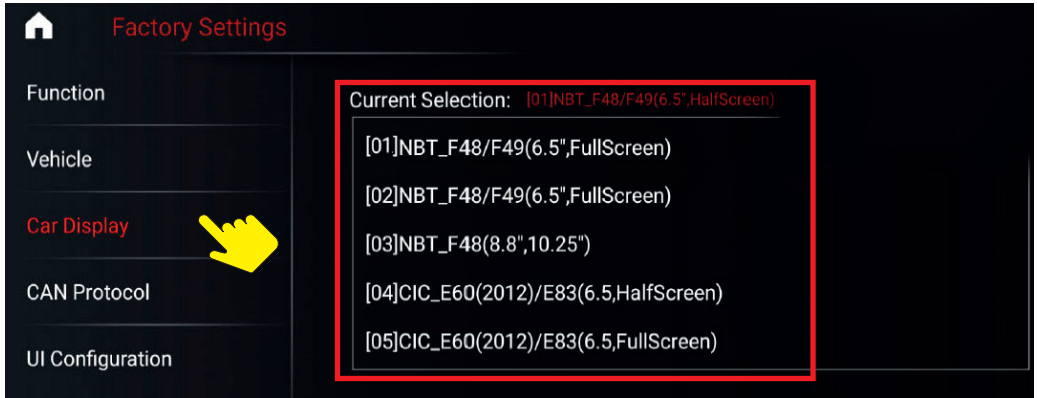 Factory Settings
Function
Vehicle
Car Display
CAN Protocol
UI Configuration
Current Selection: [01]NBT_F48/F49(6.5",HalfScreen)
[01]NBT_F48/F49(6.5",FullScreen)
[02]NBT_F48/F49(6.5",FullScreen)
[03]NBT_F48(8.8",10.25")
[04]CIC_E60(2012)/E83(6.5,HalfScreen)
[05]CIC_E60(2012)/E83(6.5,FullScreen)